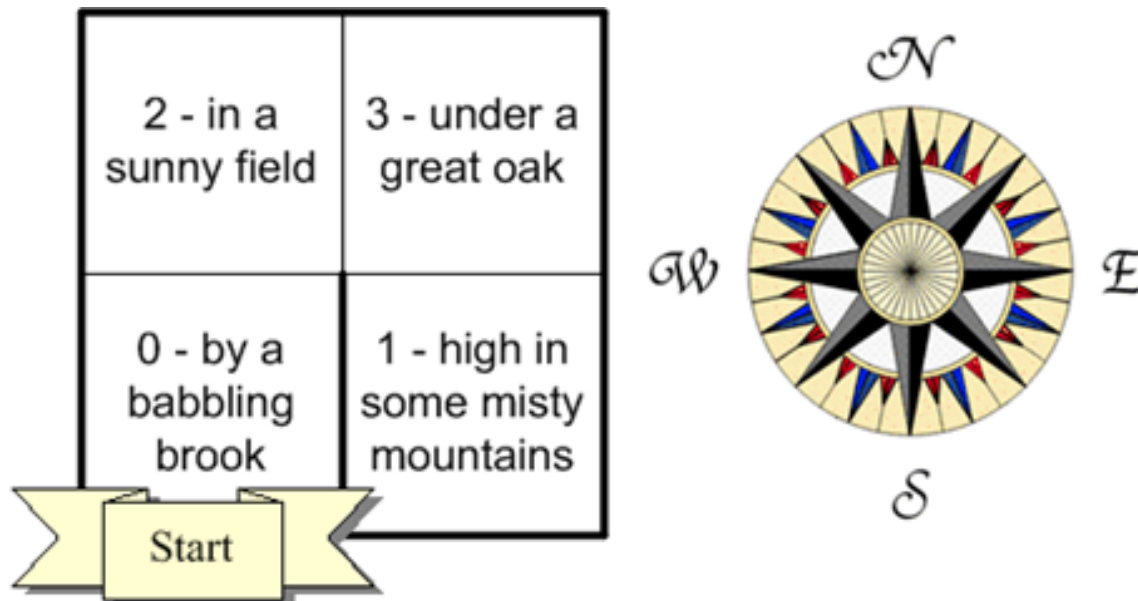 2 - in a
sunny field
3 - under a
great oak
0 - by a
babbling
brook
1 - high in
some misty
mountains
Start
N
W
E
S